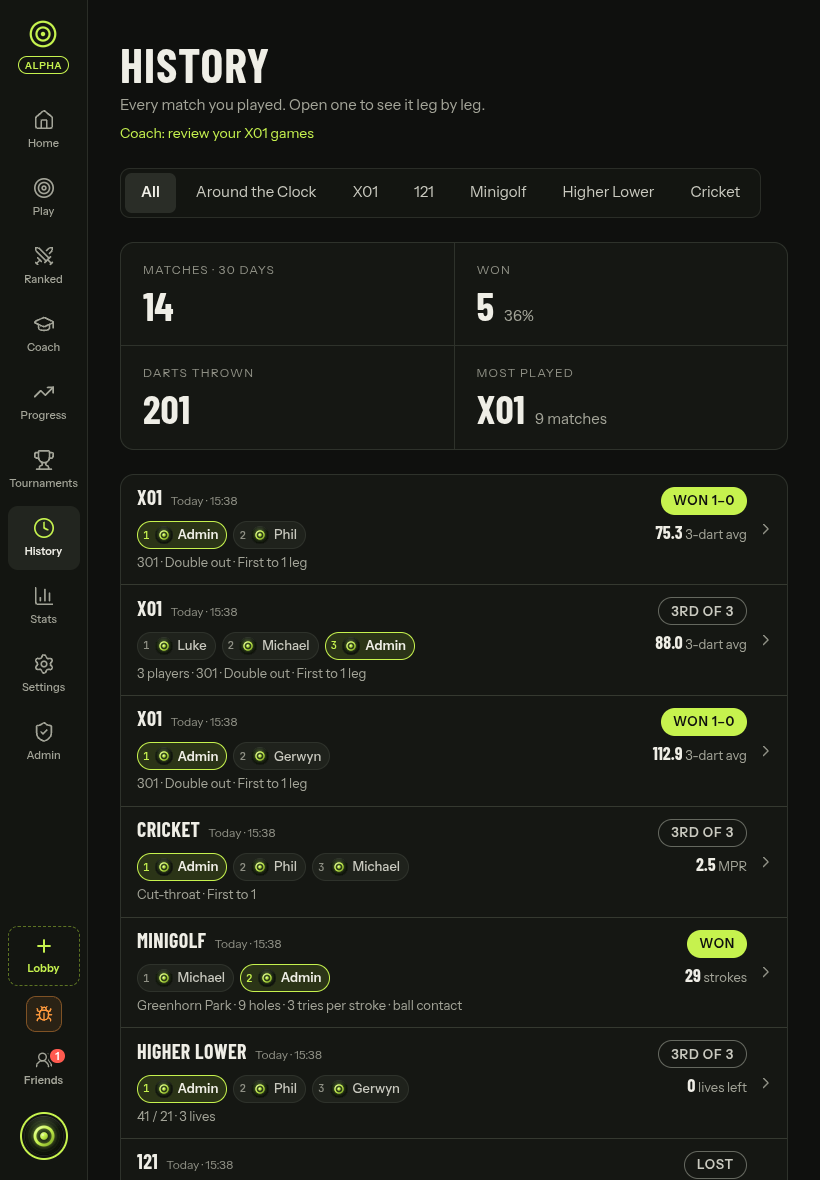 ALPHA
Home
Play
Ranked
Coach
Progress
Tournaments
History
Stats
Settings
Admin
Lobby
1
Friends
HISTORY
Every match you played. Open one to see it leg by leg.
Coach: review your X01 games
All Around the Clock X01 121 Minigolf Higher Lower Cricket
MATCHES · 30 DAYS
14
WON
5 36%
DARTS THROWN
201
MOST PLAYED
X01 9 matches
X01 Today · 15:38 WON 1–0
1 Admin 2 Phil 75.3 3-dart avg
301 · Double out · First to 1 leg
X01 Today · 15:38 3RD OF 3
1 Luke 2 Michael 3 Admin 88.0 3-dart avg
3 players · 301 · Double out · First to 1 leg
X01 Today · 15:38 WON 1–0
1 Admin 2 Gerwyn 112.9 3-dart avg
301 · Double out · First to 1 leg
CRICKET Today · 15:38 3RD OF 3
1 Admin 2 Phil 3 Michael 2.5 MPR
Cut-throat · First to 1
MINIGOLF Today · 15:38 WON
1 Michael 2 Admin 29 strokes
Greenhorn Park · 9 holes · 3 tries per stroke · ball contact
HIGHER LOWER Today · 15:38 3RD OF 3
1 Admin 2 Phil 3 Gerwyn 0 lives left
41 / 21 · 3 lives
121 Today · 15:38 LOST